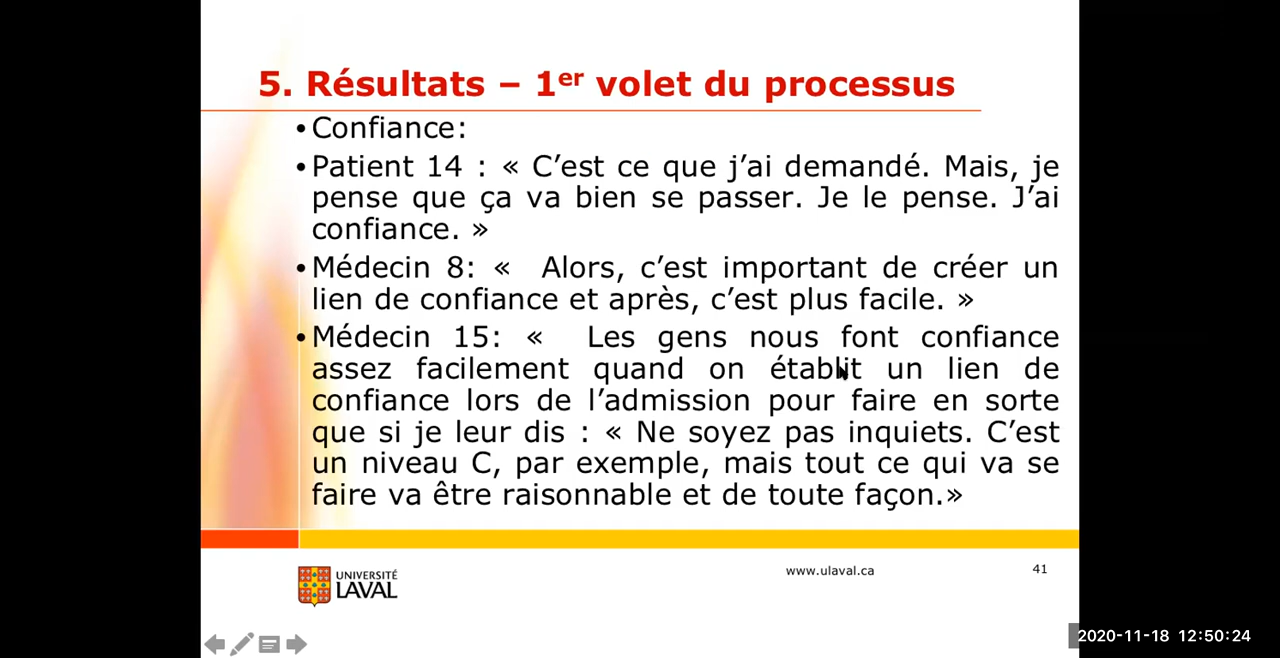 5. Résultats – 1er volet du processus
•Confiance:
•Patient 14 : « C’est ce que j’ai demandé. Mais, je
pense que ça va bien se passer. Je le pense. J’ai
confiance. »
•Médecin 8: « Alors, c’est important de créer un
lien de confiance et après, c’est plus facile. »
•Médecin 15: « Les gens nous font confiance
assez facilement quand on établit un lien de
confiance lors de l’admission pour faire en sorte
que si je leur dis : « Ne soyez pas inquiets. C’est
un niveau C, par exemple, mais tout ce qui va se
faire va être raisonnable et de toute façon.»
UNIVERSITÉ
LAVAL
www.ulaval.ca
41
2020-11-18 12:50:24